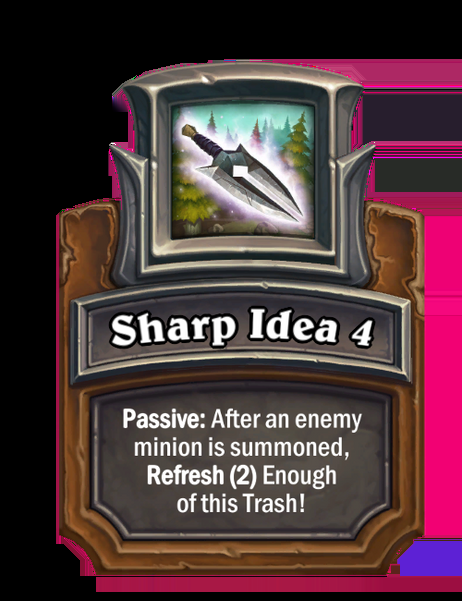 Sharp Idea 4
Passive: After an enemy
minion is summoned,
Refresh (2) Enough
of this Trash!